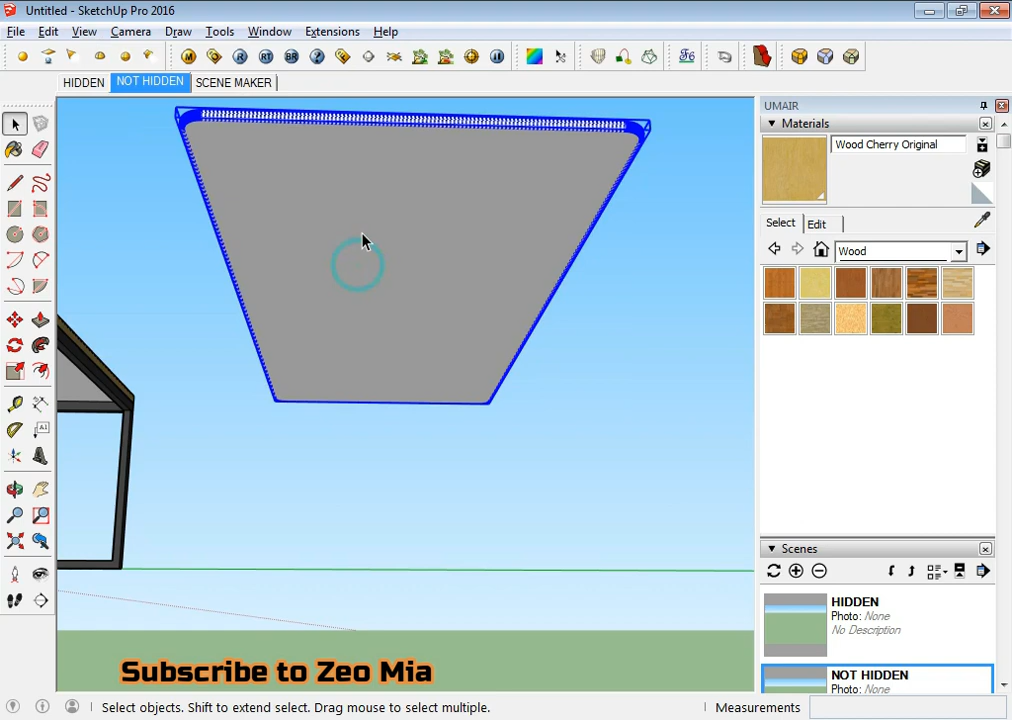 Untitled - SketchUp Pro 2016
File Edit View Camera Draw Tools Window Extensions Help
M R RT BR
HIDDEN NOT HIDDEN SCENE MAKER
UMAIR
Materials
Wood Cherry Original
Select Edit
Wood
Scenes
HIDDEN
Photo: None
No Description
NOT HIDDEN
Photo: None
Subscribe to Zeo Mia
Select objects. Shift to extend select. Drag mouse to select multiple.
Measurements